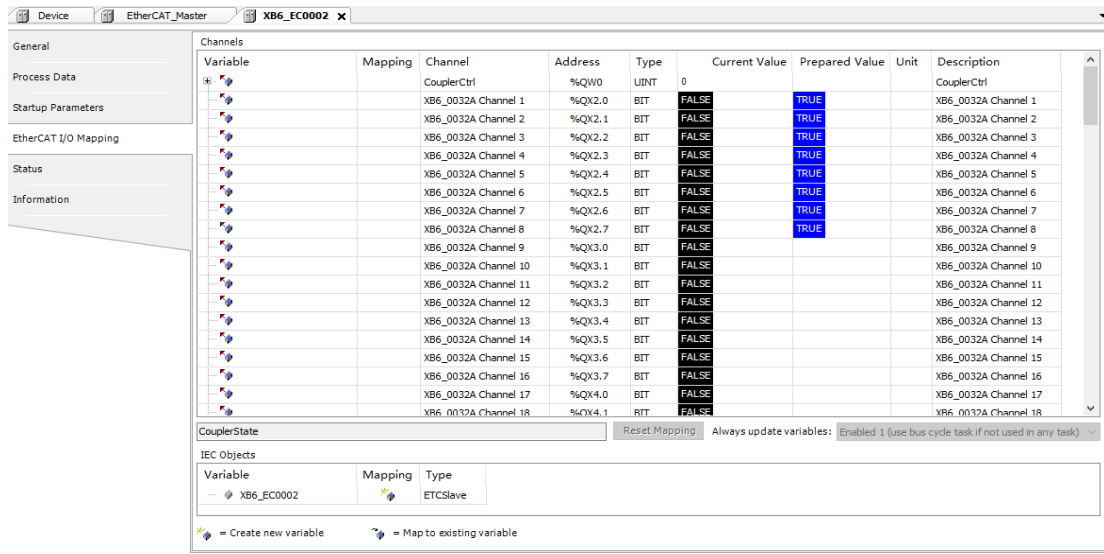 Device EtherCAT_Master XB6_EC0002 x
General
Process Data
Startup Parameters
EtherCAT I/O Mapping
Status
Information
Channels
Variable Mapping Channel Address Type Current Value Prepared Value Unit Description
CouplerCtrl %QW0 UINT 0 CouplerCtrl
XB6_0032A Channel 1 %QX2.0 BIT FALSE TRUE XB6_0032A Channel 1
XB6_0032A Channel 2 %QX2.1 BIT FALSE TRUE XB6_0032A Channel 2
XB6_0032A Channel 3 %QX2.2 BIT FALSE TRUE XB6_0032A Channel 3
XB6_0032A Channel 4 %QX2.3 BIT FALSE TRUE XB6_0032A Channel 4
XB6_0032A Channel 5 %QX2.4 BIT FALSE TRUE XB6_0032A Channel 5
XB6_0032A Channel 6 %QX2.5 BIT FALSE TRUE XB6_0032A Channel 6
XB6_0032A Channel 7 %QX2.6 BIT FALSE TRUE XB6_0032A Channel 7
XB6_0032A Channel 8 %QX2.7 BIT FALSE TRUE XB6_0032A Channel 8
XB6_0032A Channel 9 %QX3.0 BIT FALSE XB6_0032A Channel 9
XB6_0032A Channel 10 %QX3.1 BIT FALSE XB6_0032A Channel 10
XB6_0032A Channel 11 %QX3.2 BIT FALSE XB6_0032A Channel 11
XB6_0032A Channel 12 %QX3.3 BIT FALSE XB6_0032A Channel 12
XB6_0032A Channel 13 %QX3.4 BIT FALSE XB6_0032A Channel 13
XB6_0032A Channel 14 %QX3.5 BIT FALSE XB6_0032A Channel 14
XB6_0032A Channel 15 %QX3.6 BIT FALSE XB6_0032A Channel 15
XB6_0032A Channel 16 %QX3.7 BIT FALSE XB6_0032A Channel 16
XB6_0032A Channel 17 %QX4.0 BIT FALSE XB6_0032A Channel 17
XB6_0032A Channel 18 %QX4.1 BIT FALSE XB6_0032A Channel 18
CouplerState Reset Mapping Always update variables: Enabled 1 (use bus cycle task if not used in any task)
IEC Objects
Variable Mapping Type
XB6_EC0002 ETCSlave
= Create new variable = Map to existing variable